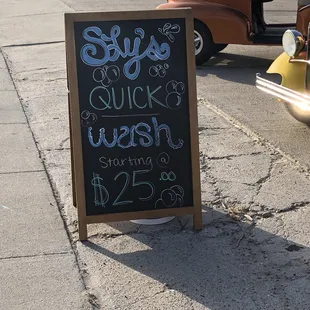 Sly's
QUICK
wash
Starting @
$25.00